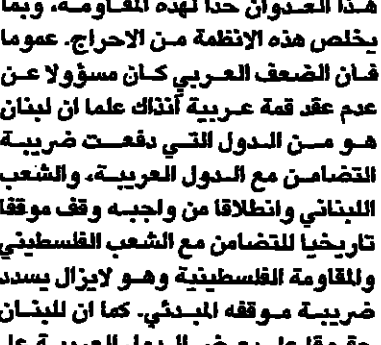 هذا العدوان حدا لهذه المقاومة، وبما
يخلص هذه الانظمة من الاحراج. عموما
فان الضعف العربي كان مسؤولا عن
عدم عقد قمة عربية آنذاك علما ان لبنان
هو من الدول التي دفعت ضريبة
التضامن مع الدول العربية، والشعب
اللبناني وانطلاقا من واجبه وقف موقفا
تاريخيا للتضامن مع الشعب الفلسطيني
والمقاومة الفلسطينية وهو لايزال يسدد
ضريبة موقفه المبدئي. كما ان للبنان
الدول العربية